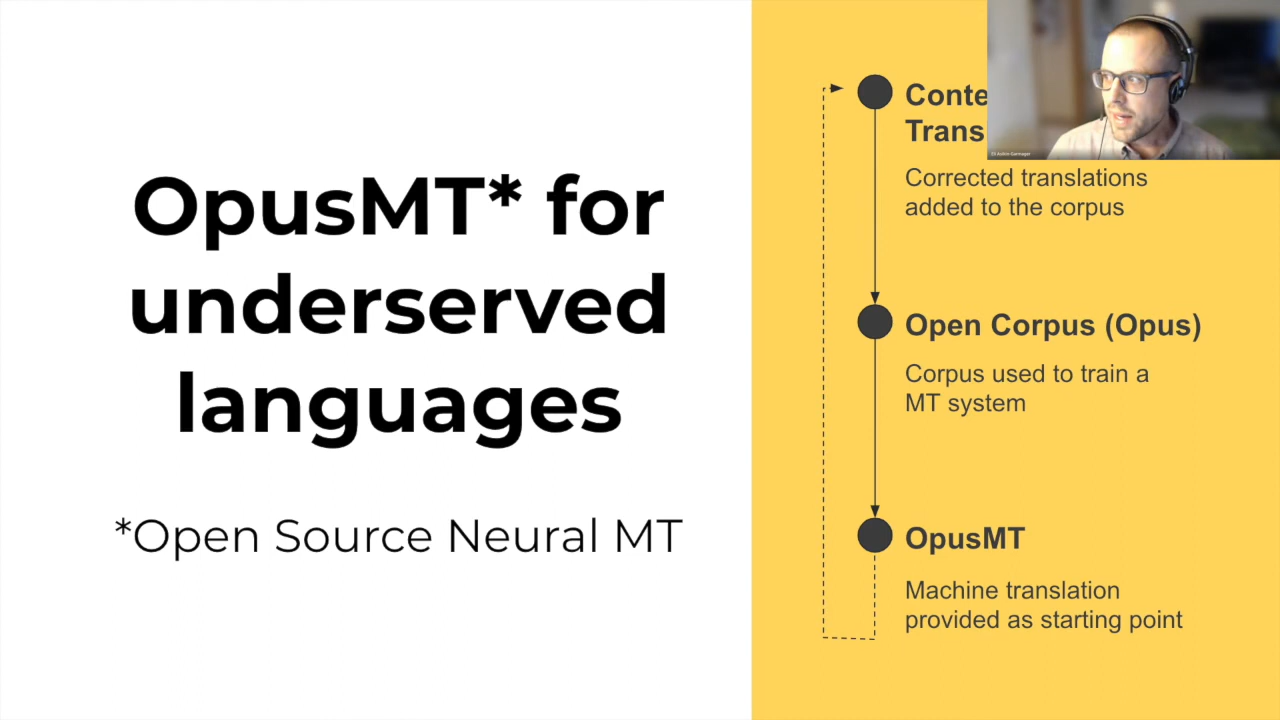 OpusMT* for
underserved
languages
*Open Source Neural MT
Conte
Trans
Corrected translations
added to the corpus
Open Corpus (Opus)
Corpus used to train a
MT system
OpusMT
Machine translation
provided as starting point